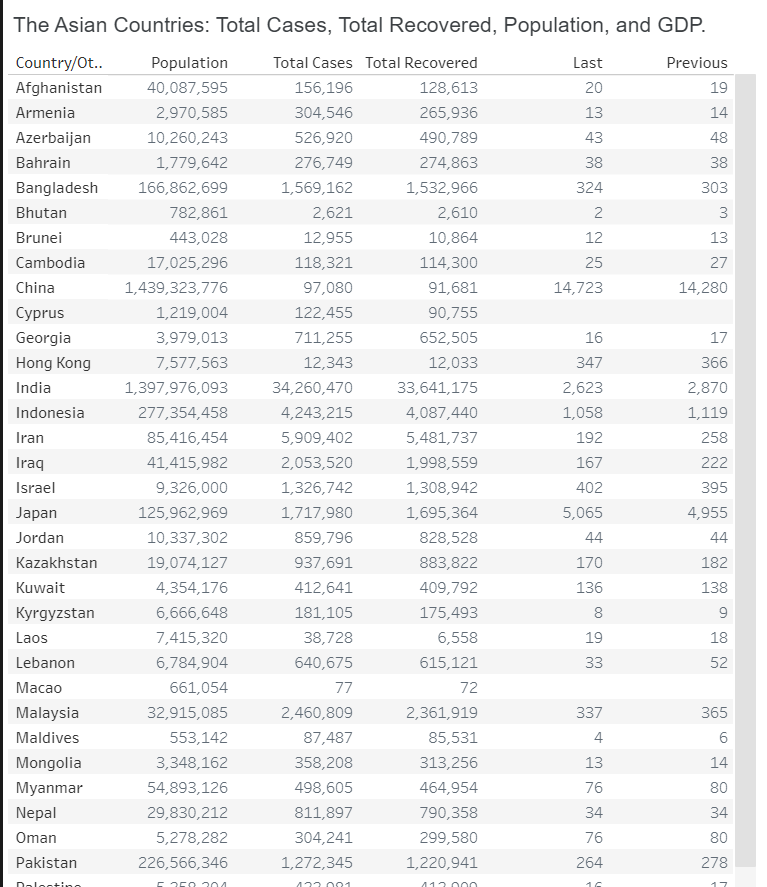 The Asian Countries: Total Cases, Total Recovered, Population, and GDP.
Country/Ot.. Population Total Cases Total Recovered Last Previous
Afghanistan 40,087,595 156,196 128,613 20 19
Armenia 2,970,585 304,546 265,936 13 14
Azerbaijan 10,260,243 526,920 490,789 43 48
Bahrain 1,779,642 276,749 274,863 38 38
Bangladesh 166,862,699 1,569,162 1,532,966 324 303
Bhutan 782,861 2,621 2,610 2 3
Brunei 443,028 12,955 10,864 12 13
Cambodia 17,025,296 118,321 114,300 25 27
China 1,439,323,776 97,080 91,681 14,723 14,280
Cyprus 1,219,004 122,455 90,755
Georgia 3,979,013 711,255 652,505 16 17
Hong Kong 7,577,563 12,343 12,033 347 366
India 1,397,976,093 34,260,470 33,641,175 2,623 2,870
Indonesia 277,354,458 4,243,215 4,087,440 1,058 1,119
Iran 85,416,454 5,909,402 5,481,737 192 258
Iraq 41,415,982 2,053,520 1,998,559 167 222
Israel 9,326,000 1,326,742 1,308,942 402 395
Japan 125,962,969 1,717,980 1,695,364 5,065 4,955
Jordan 10,337,302 859,796 828,528 44 44
Kazakhstan 19,074,127 937,691 883,822 170 182
Kuwait 4,354,176 412,641 409,792 136 138
Kyrgyzstan 6,666,648 181,105 175,493 8 9
Laos 7,415,320 38,728 6,558 19 18
Lebanon 6,784,904 640,675 615,121 33 52
Macao 661,054 77 72
Malaysia 32,915,085 2,460,809 2,361,919 337 365
Maldives 553,142 87,487 85,531 4 6
Mongolia 3,348,162 358,208 313,256 13 14
Myanmar 54,893,126 498,605 464,954 76 80
Nepal 29,830,212 811,897 790,358 34 34
Oman 5,278,282 304,241 299,580 76 80
Pakistan 226,566,346 1,272,345 1,220,941 264 278
Palestine